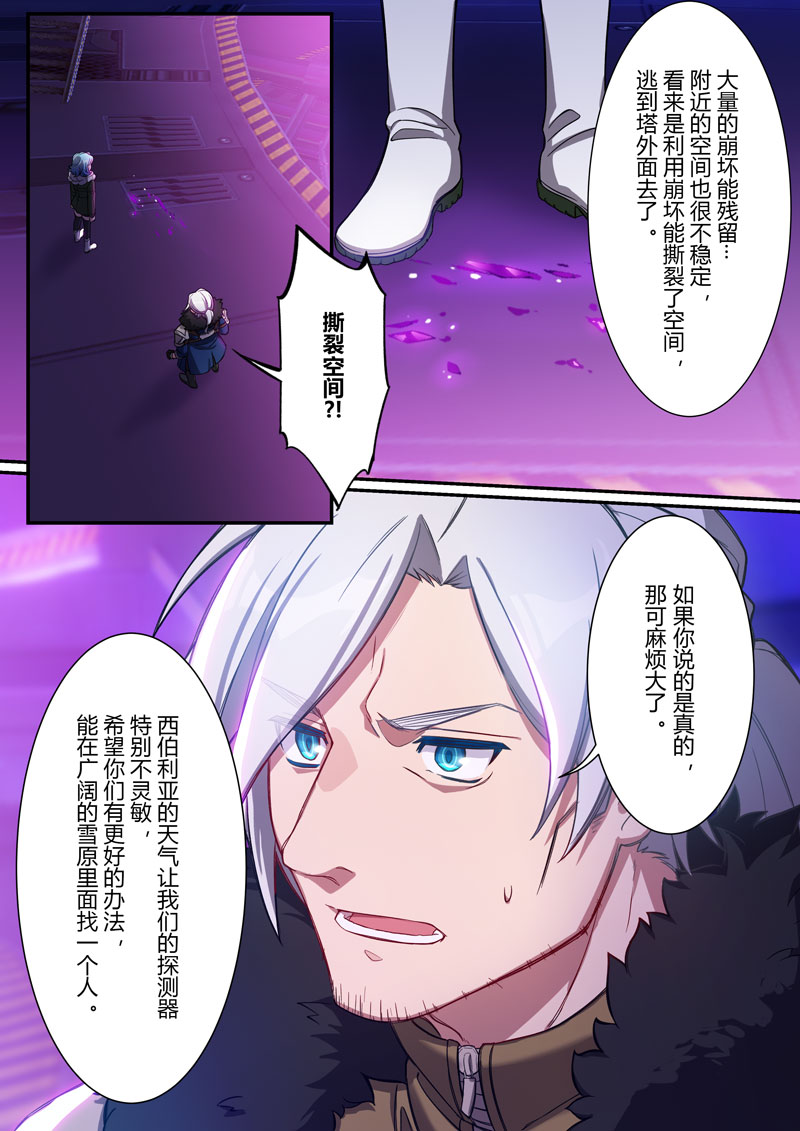 大量的崩坏能残留…
附近的空间也很不稳定，
看来是利用崩坏能撕裂了空间，
逃到塔外面去了。
撕裂空间?!
如果你说的是真的，
那可麻烦大了。
西伯利亚的天气让我们的探测器
特别不灵敏，
希望你们有更好的办法，
能在广阔的雪原里面找一个人。